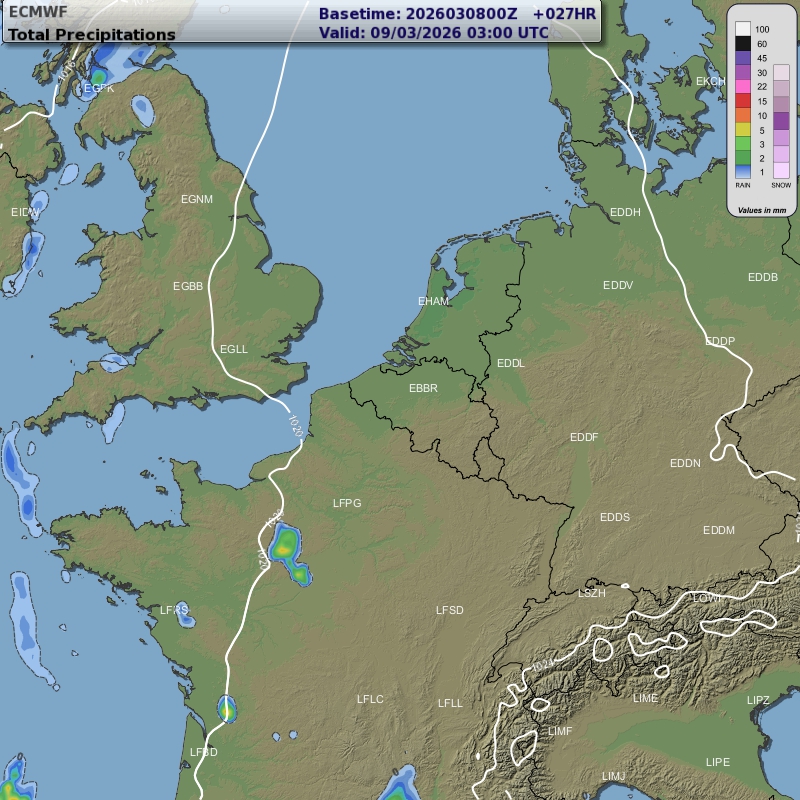 ECMWF
Total Precipitations
Basetime: 2026030800Z +027HR
Valid: 09/03/2026 03:00 UTC
100
60
45
30
22
15
10
5
3
2
1
RAIN
SNOW
Values in mm
1016
EKCH
EIDW
EGNM
EDDH
EGBB
EDDV
EDDB
EHAM
EGLL
EDDP
EDDL
EBBR
1020
EDDF
EDDN
LFPG
EDDS
EDDM
1020
LSZH
LOWI
LFRS
LFSD
1024
LFLC
LFLL
LIME
LIPZ
LIMF
LFBD
LIPE
LIMJ